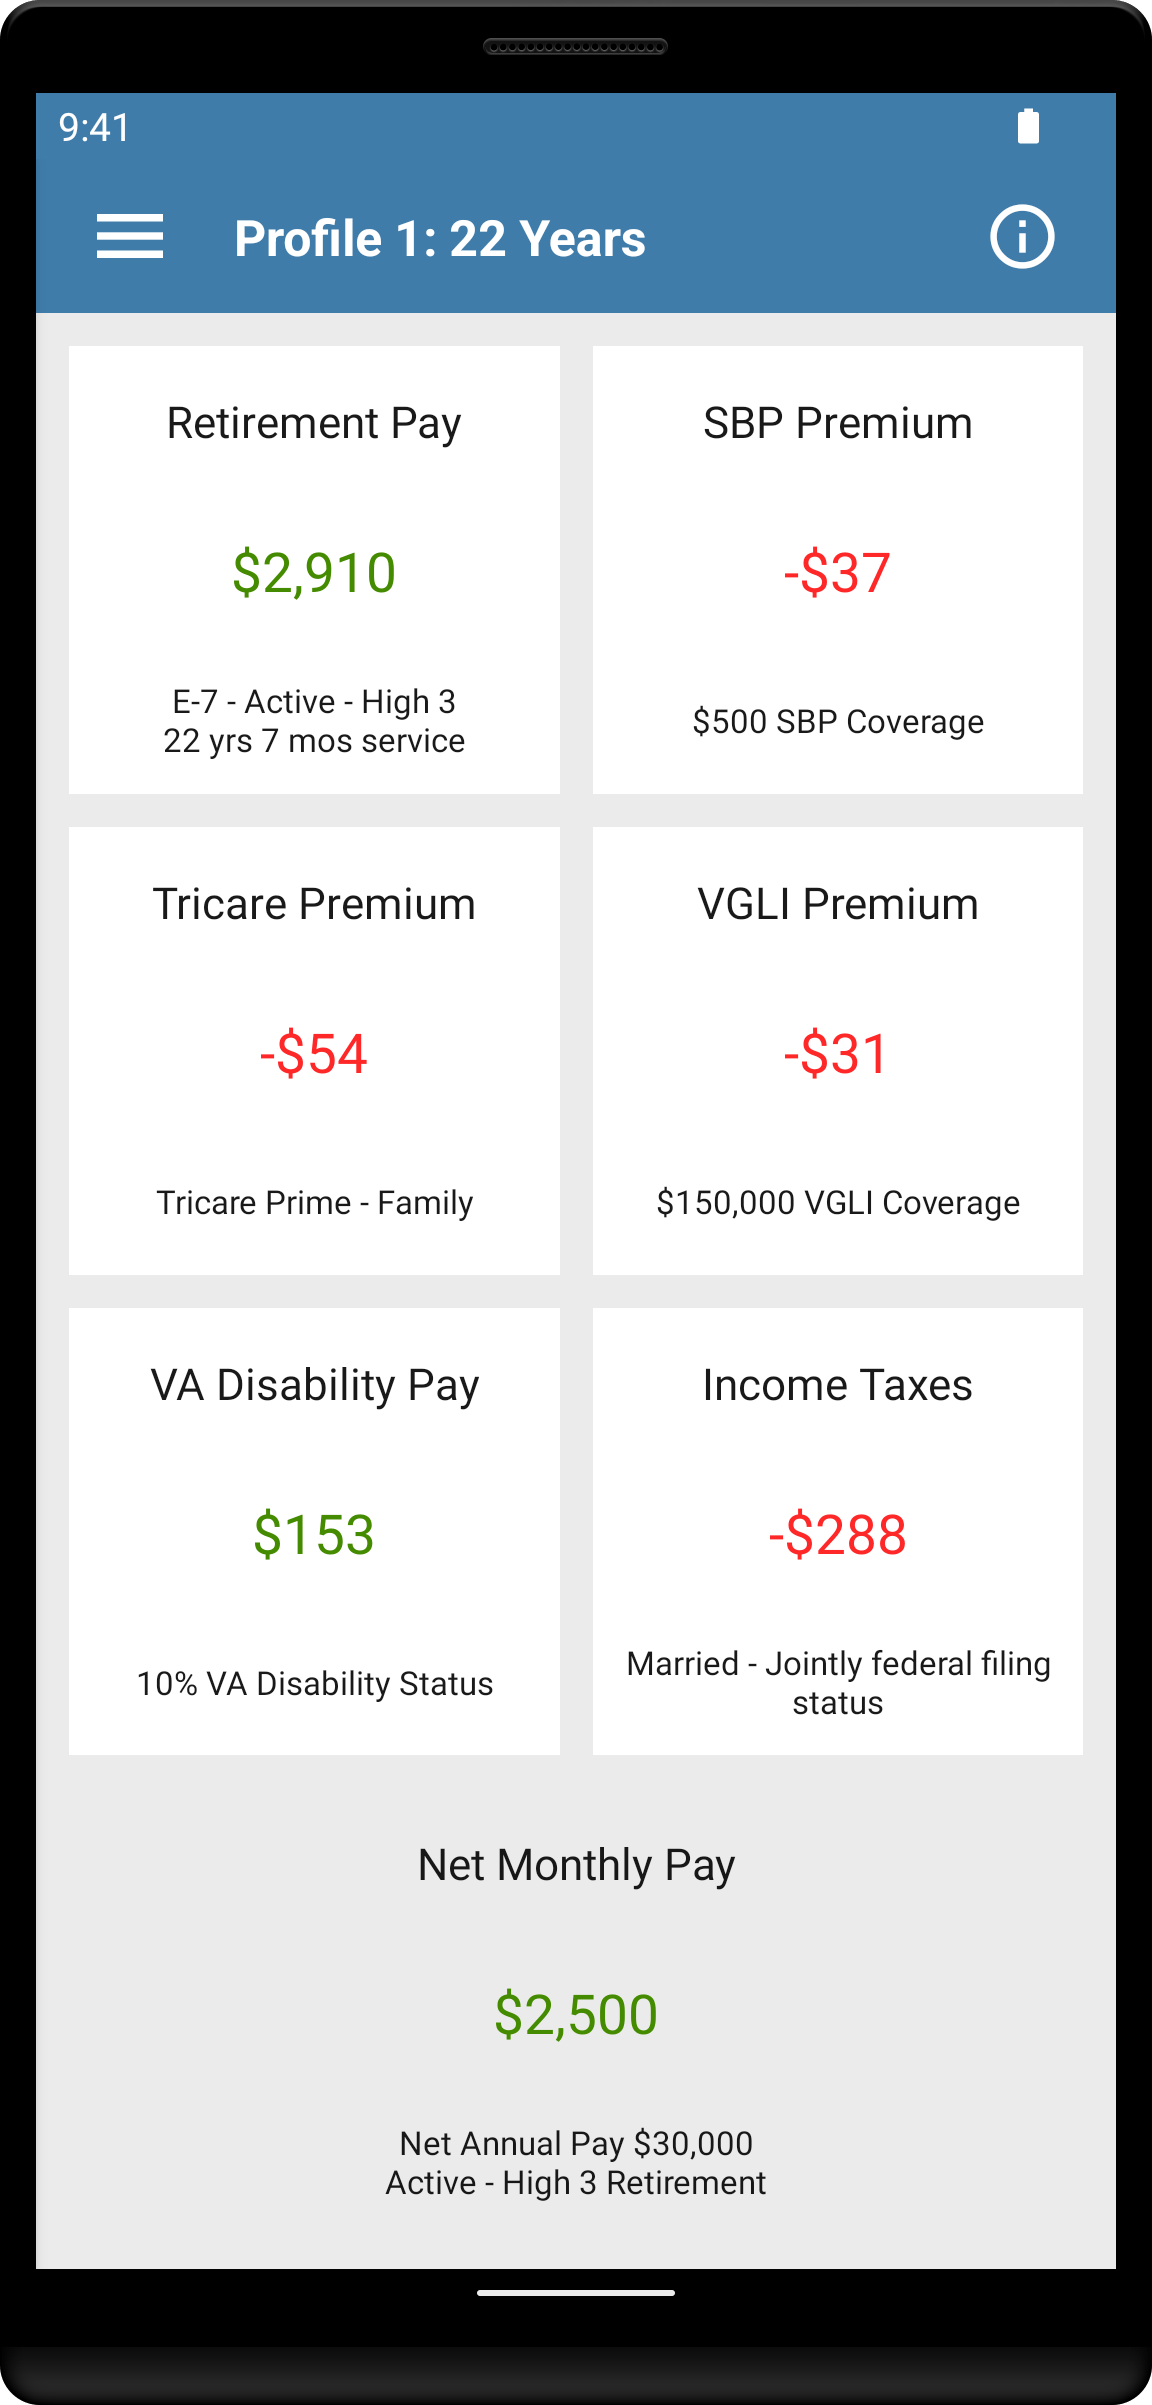 9:41
Profile 1: 22 Years
Retirement Pay
$2,910
E-7 - Active - High 3
22 yrs 7 mos service
SBP Premium
-$37
$500 SBP Coverage
Tricare Premium
-$54
Tricare Prime - Family
VGLI Premium
-$31
$150,000 VGLI Coverage
VA Disability Pay
$153
10% VA Disability Status
Income Taxes
-$288
Married - Jointly federal filing
status
Net Monthly Pay
$2,500
Net Annual Pay $30,000
Active - High 3 Retirement